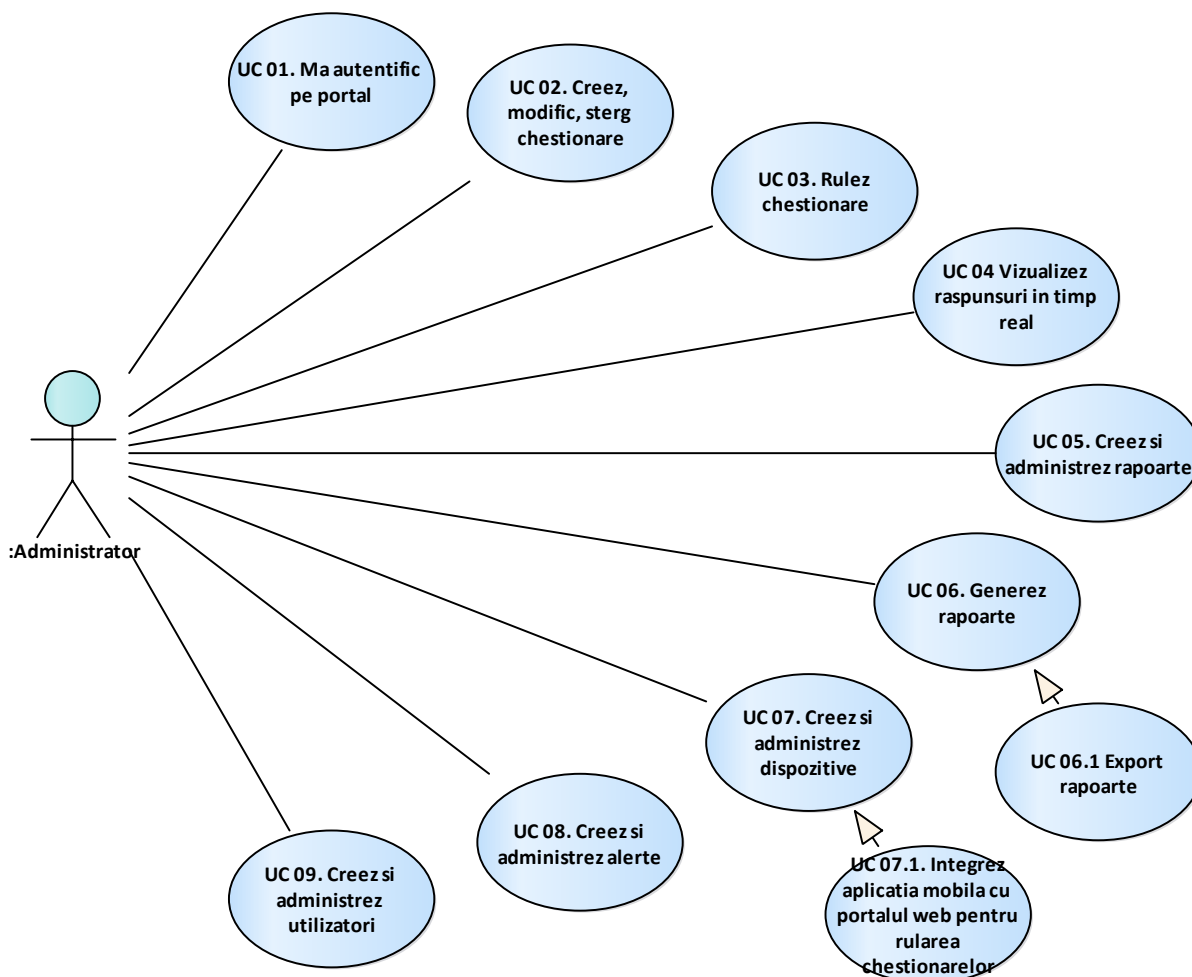 UC 01. Ma autentific
pe portal
UC 02. Creez,
modific, sterg
chestionare
UC 03. Rulez
chestionare
UC 04 Vizualizez
raspunsuri in timp
real
UC 05. Creez si
administrez rapoarte
:Administrator
UC 06. Generez
rapoarte
UC 06.1 Export
rapoarte
UC 07. Creez si
administrez
dispozitive
UC 07.1. Integrez
aplicatia mobila cu
portalul web pentru
rularea
chestionarelor
UC 08. Creez si
administrez alerte
UC 09. Creez si
administrez
utilizatori